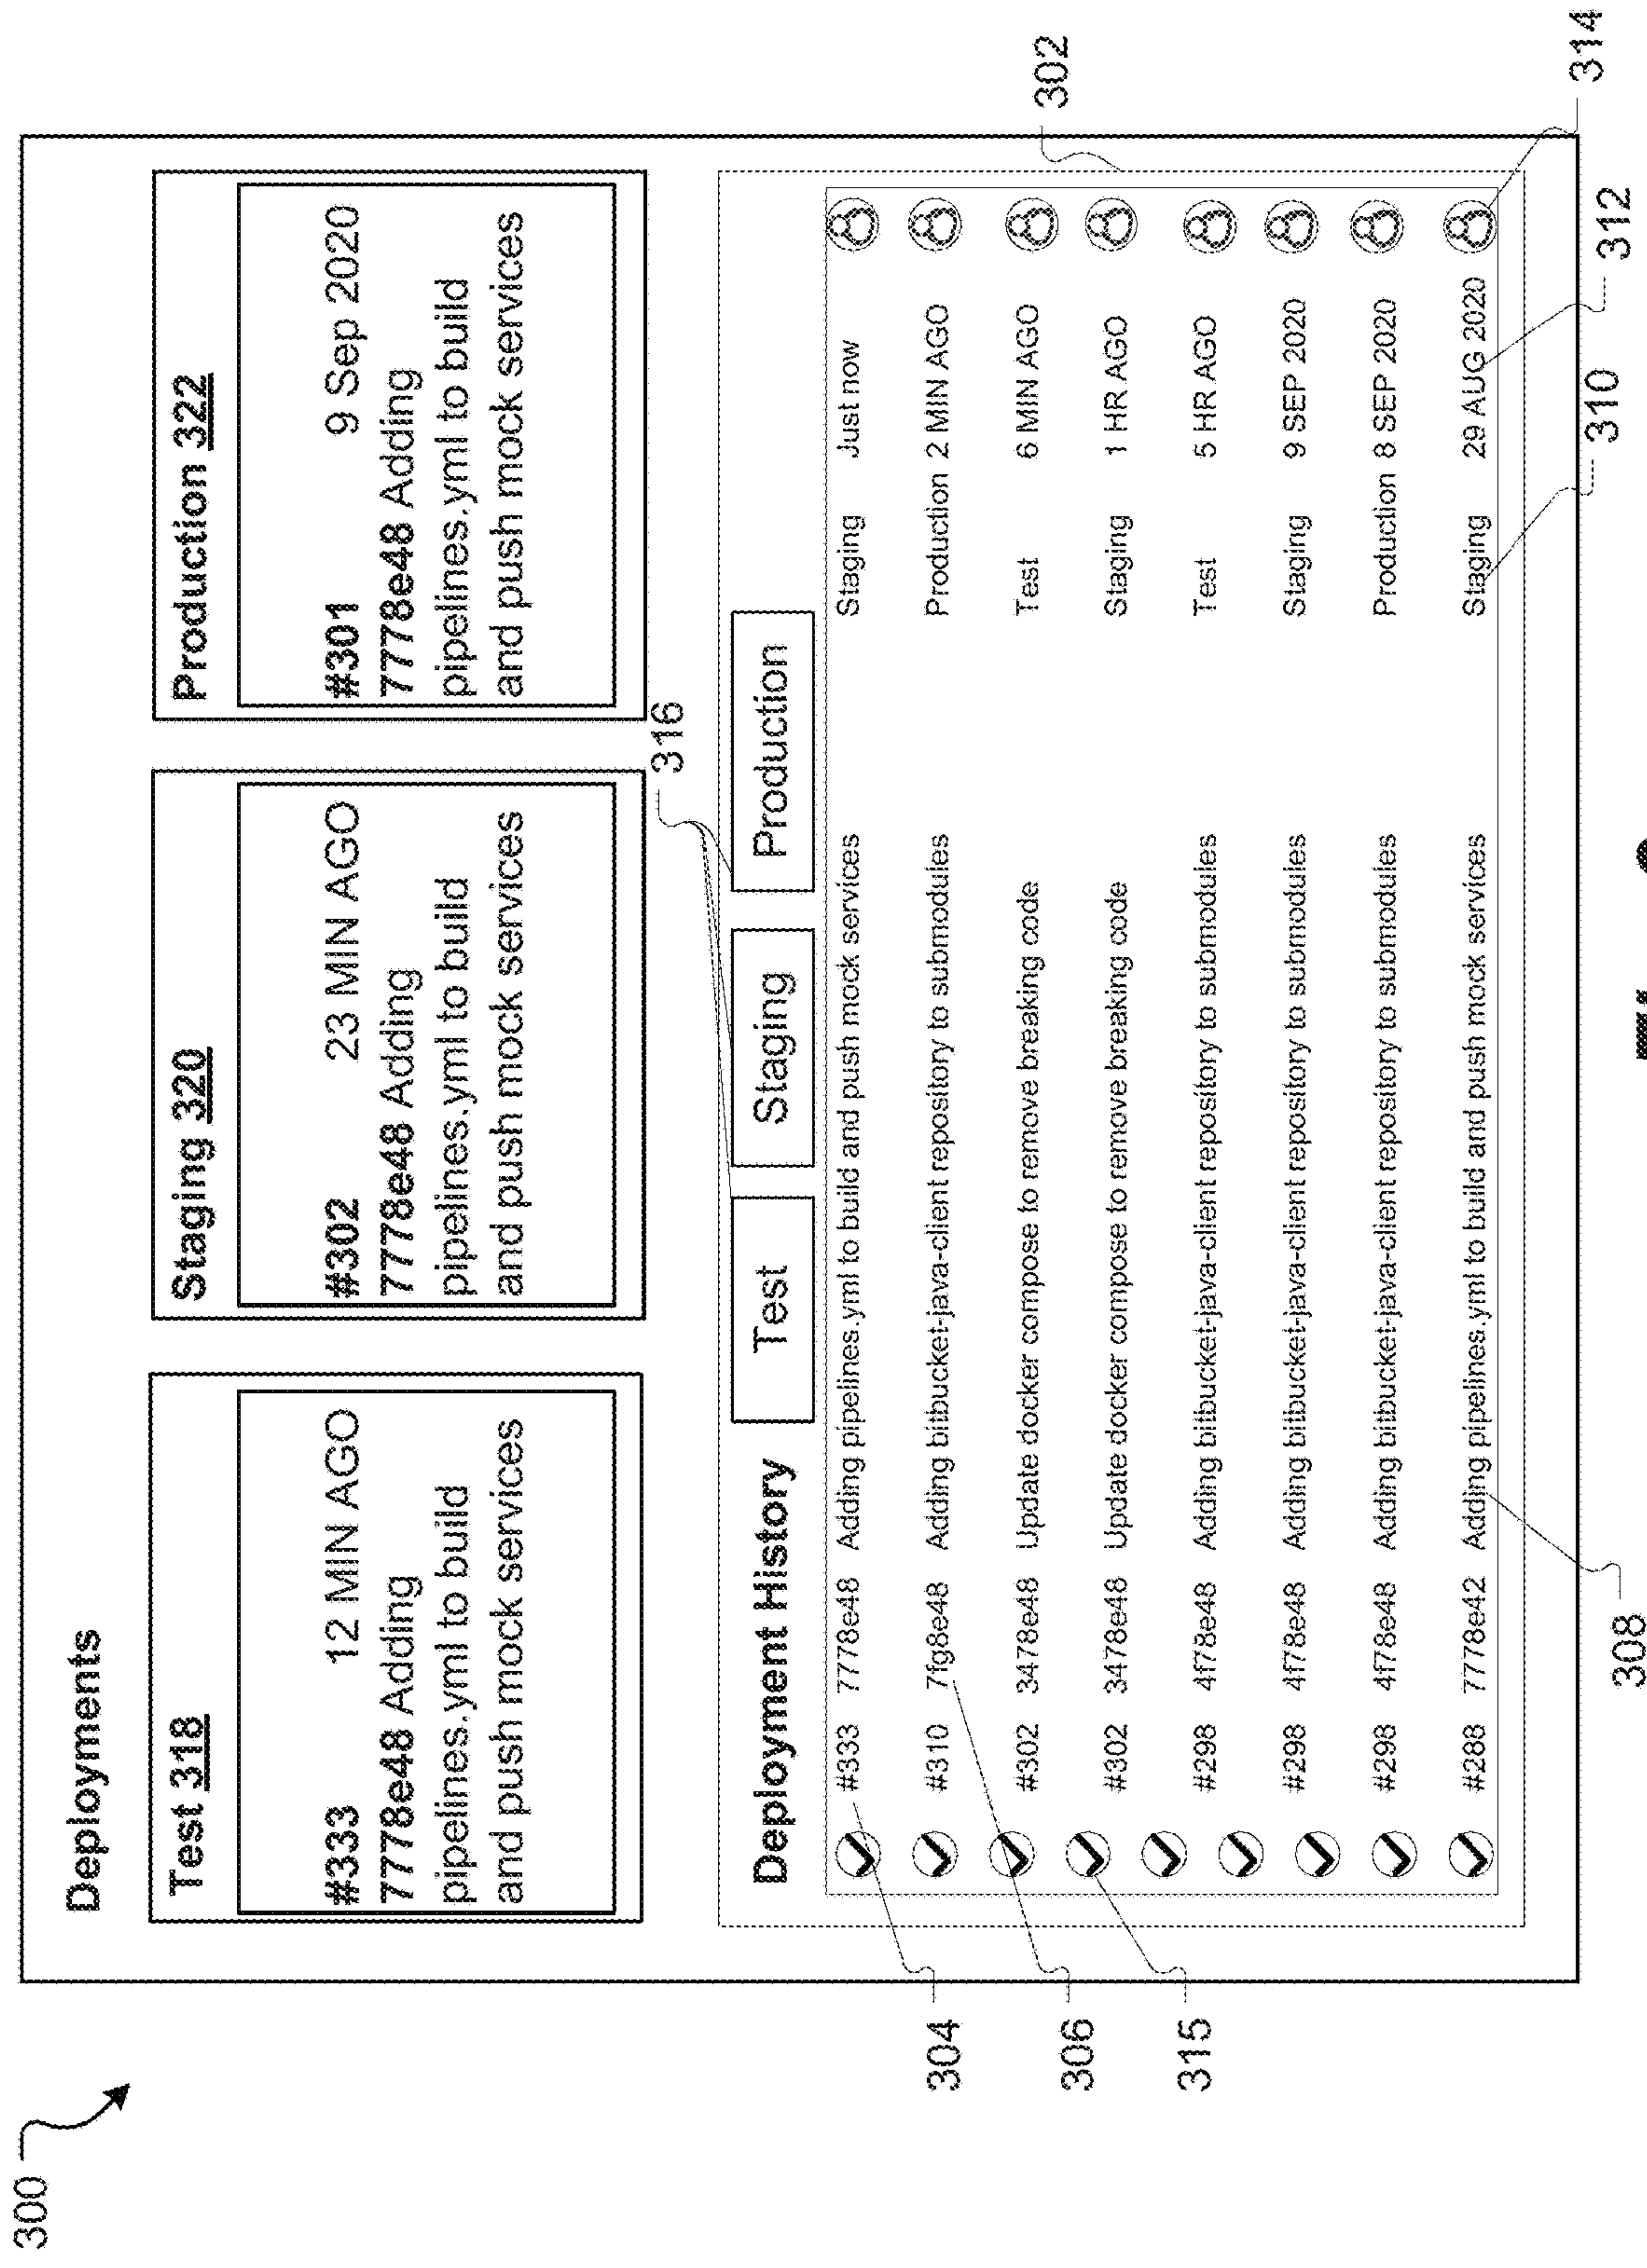 300
Deployments
Test 318
#333 12 MIN AGO
7778e48 Adding
pipelines.yml to build
and push mock services
Staging 320
#302 23 MIN AGO
7778e48 Adding
pipelines.yml to build
and push mock services
Production 322
#301 9 Sep 2020
7778e48 Adding
pipelines.yml to build
and push mock services
316
302
Deployment History Test Staging Production
#333 7778e48 Adding pipelines.yml to build and push mock services Staging Just now
#310 7fg8e48 Adding bitbucket-java-client repository to submodules Production 2 MIN AGO
#302 3478e48 Update docker compose to remove breaking code Test 6 MIN AGO
#302 3478e48 Update docker compose to remove breaking code Staging 1 HR AGO
#298 4f78e48 Adding bitbucket-java-client repository to submodules Test 5 HR AGO
#298 4f78e48 Adding bitbucket-java-client repository to submodules Staging 9 SEP 2020
#298 4f78e48 Adding bitbucket-java-client repository to submodules Production 8 SEP 2020
#288 7778e42 Adding pipelines.yml to build and push mock services Staging 29 AUG 2020
304
306
315
308
310
312
314